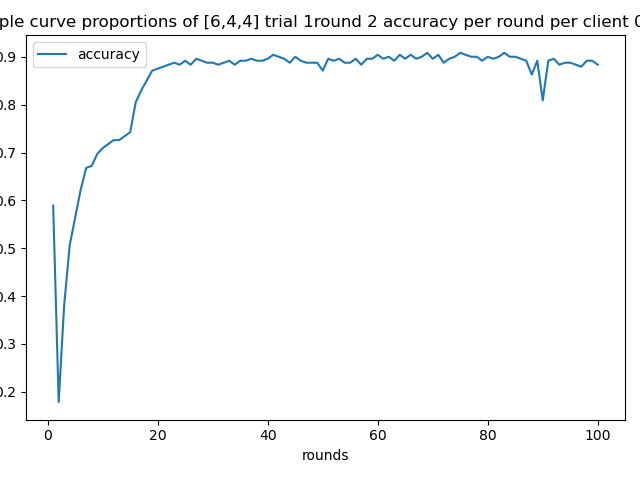 ple curve proportions of [6,4,4] trial 1round 2 accuracy per round per client 0
accuracy
0.9
0.8
0.7
0.6
0.5
0.4
0.3
0.2
0 20 40 60 80 100
rounds